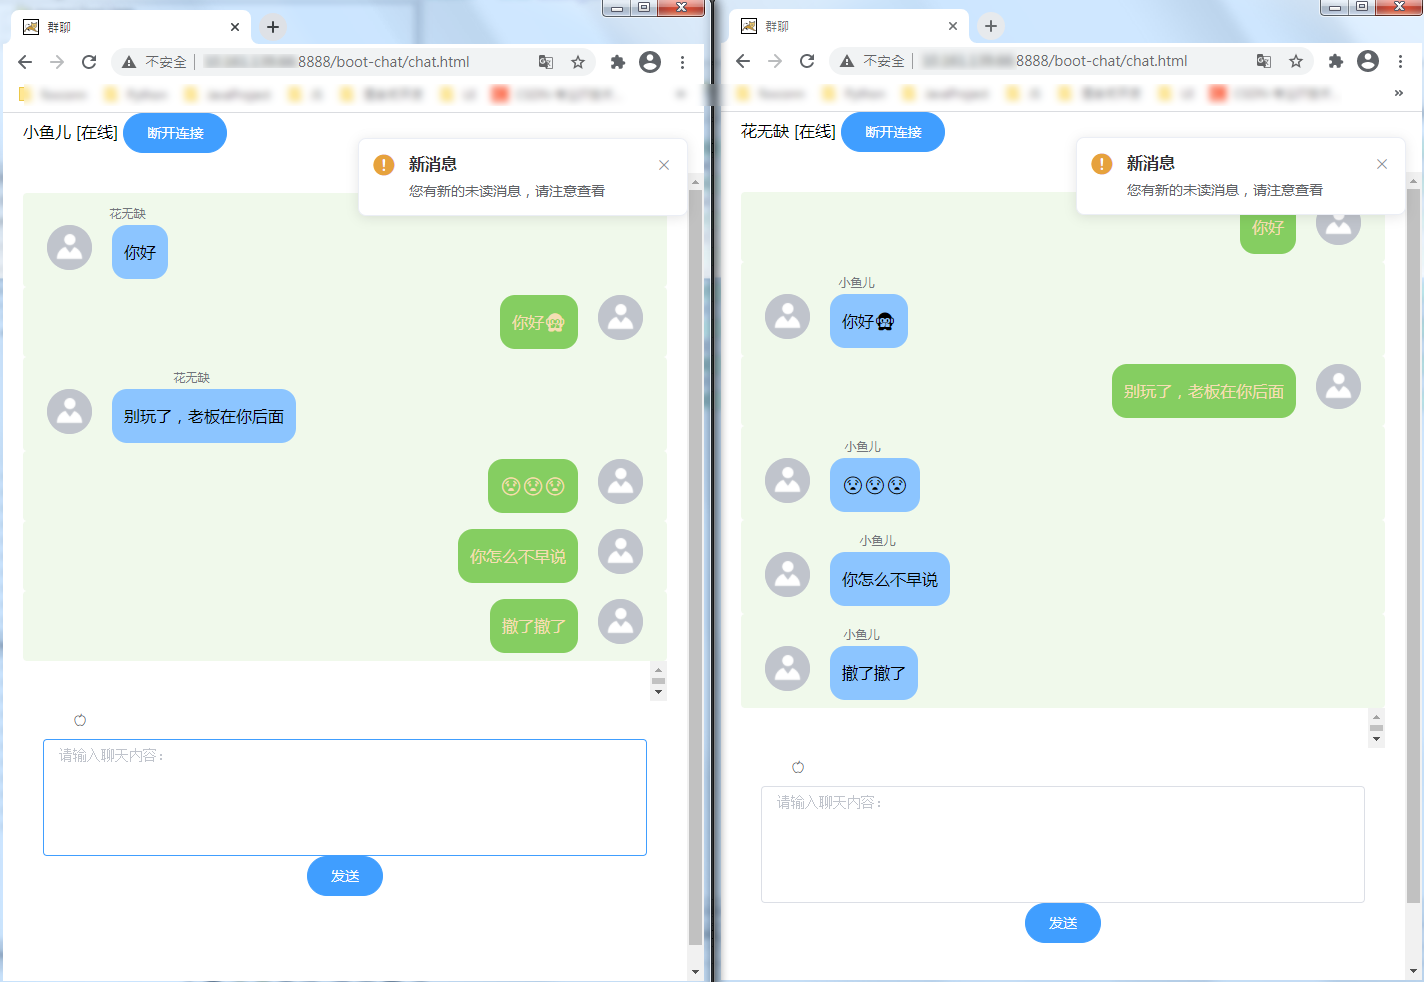 群聊
不安全
8888/boot-chat/chat.html
小鱼儿 [在线] 断开连接
新消息
您有新的未读消息，请注意查看
花无缺
你好
你好
花无缺
别玩了，老板在你后面
😰😰😰
你怎么不早说
撤了撤了
请输入聊天内容：
发送
群聊
不安全
8888/boot-chat/chat.html
花无缺 [在线] 断开连接
新消息
您有新的未读消息，请注意查看
你好
小鱼儿
你好
别玩了，老板在你后面
小鱼儿
😰😰😰
小鱼儿
你怎么不早说
小鱼儿
撤了撤了
请输入聊天内容：
发送